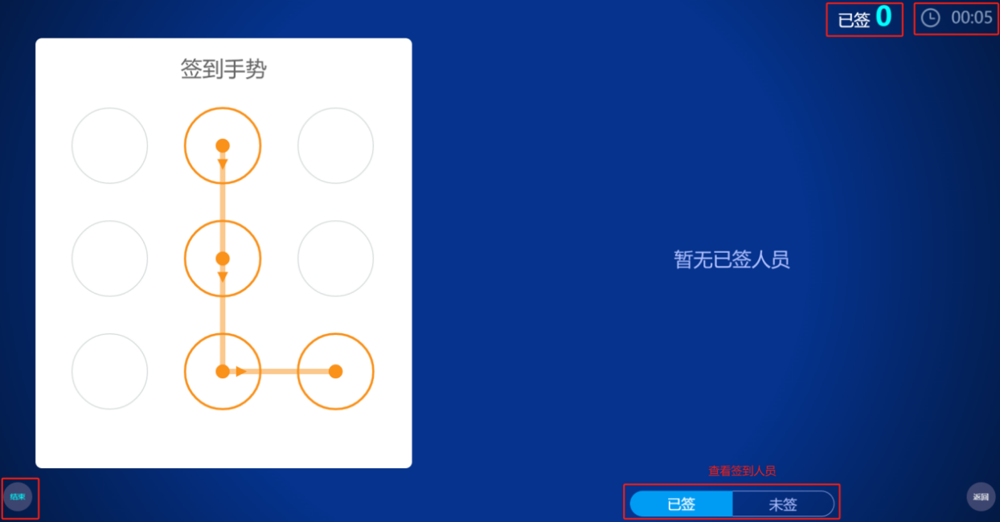 已签 0
00:05
签到手势
暂无已签人员
查看签到人员
已签
未签
结束
返回